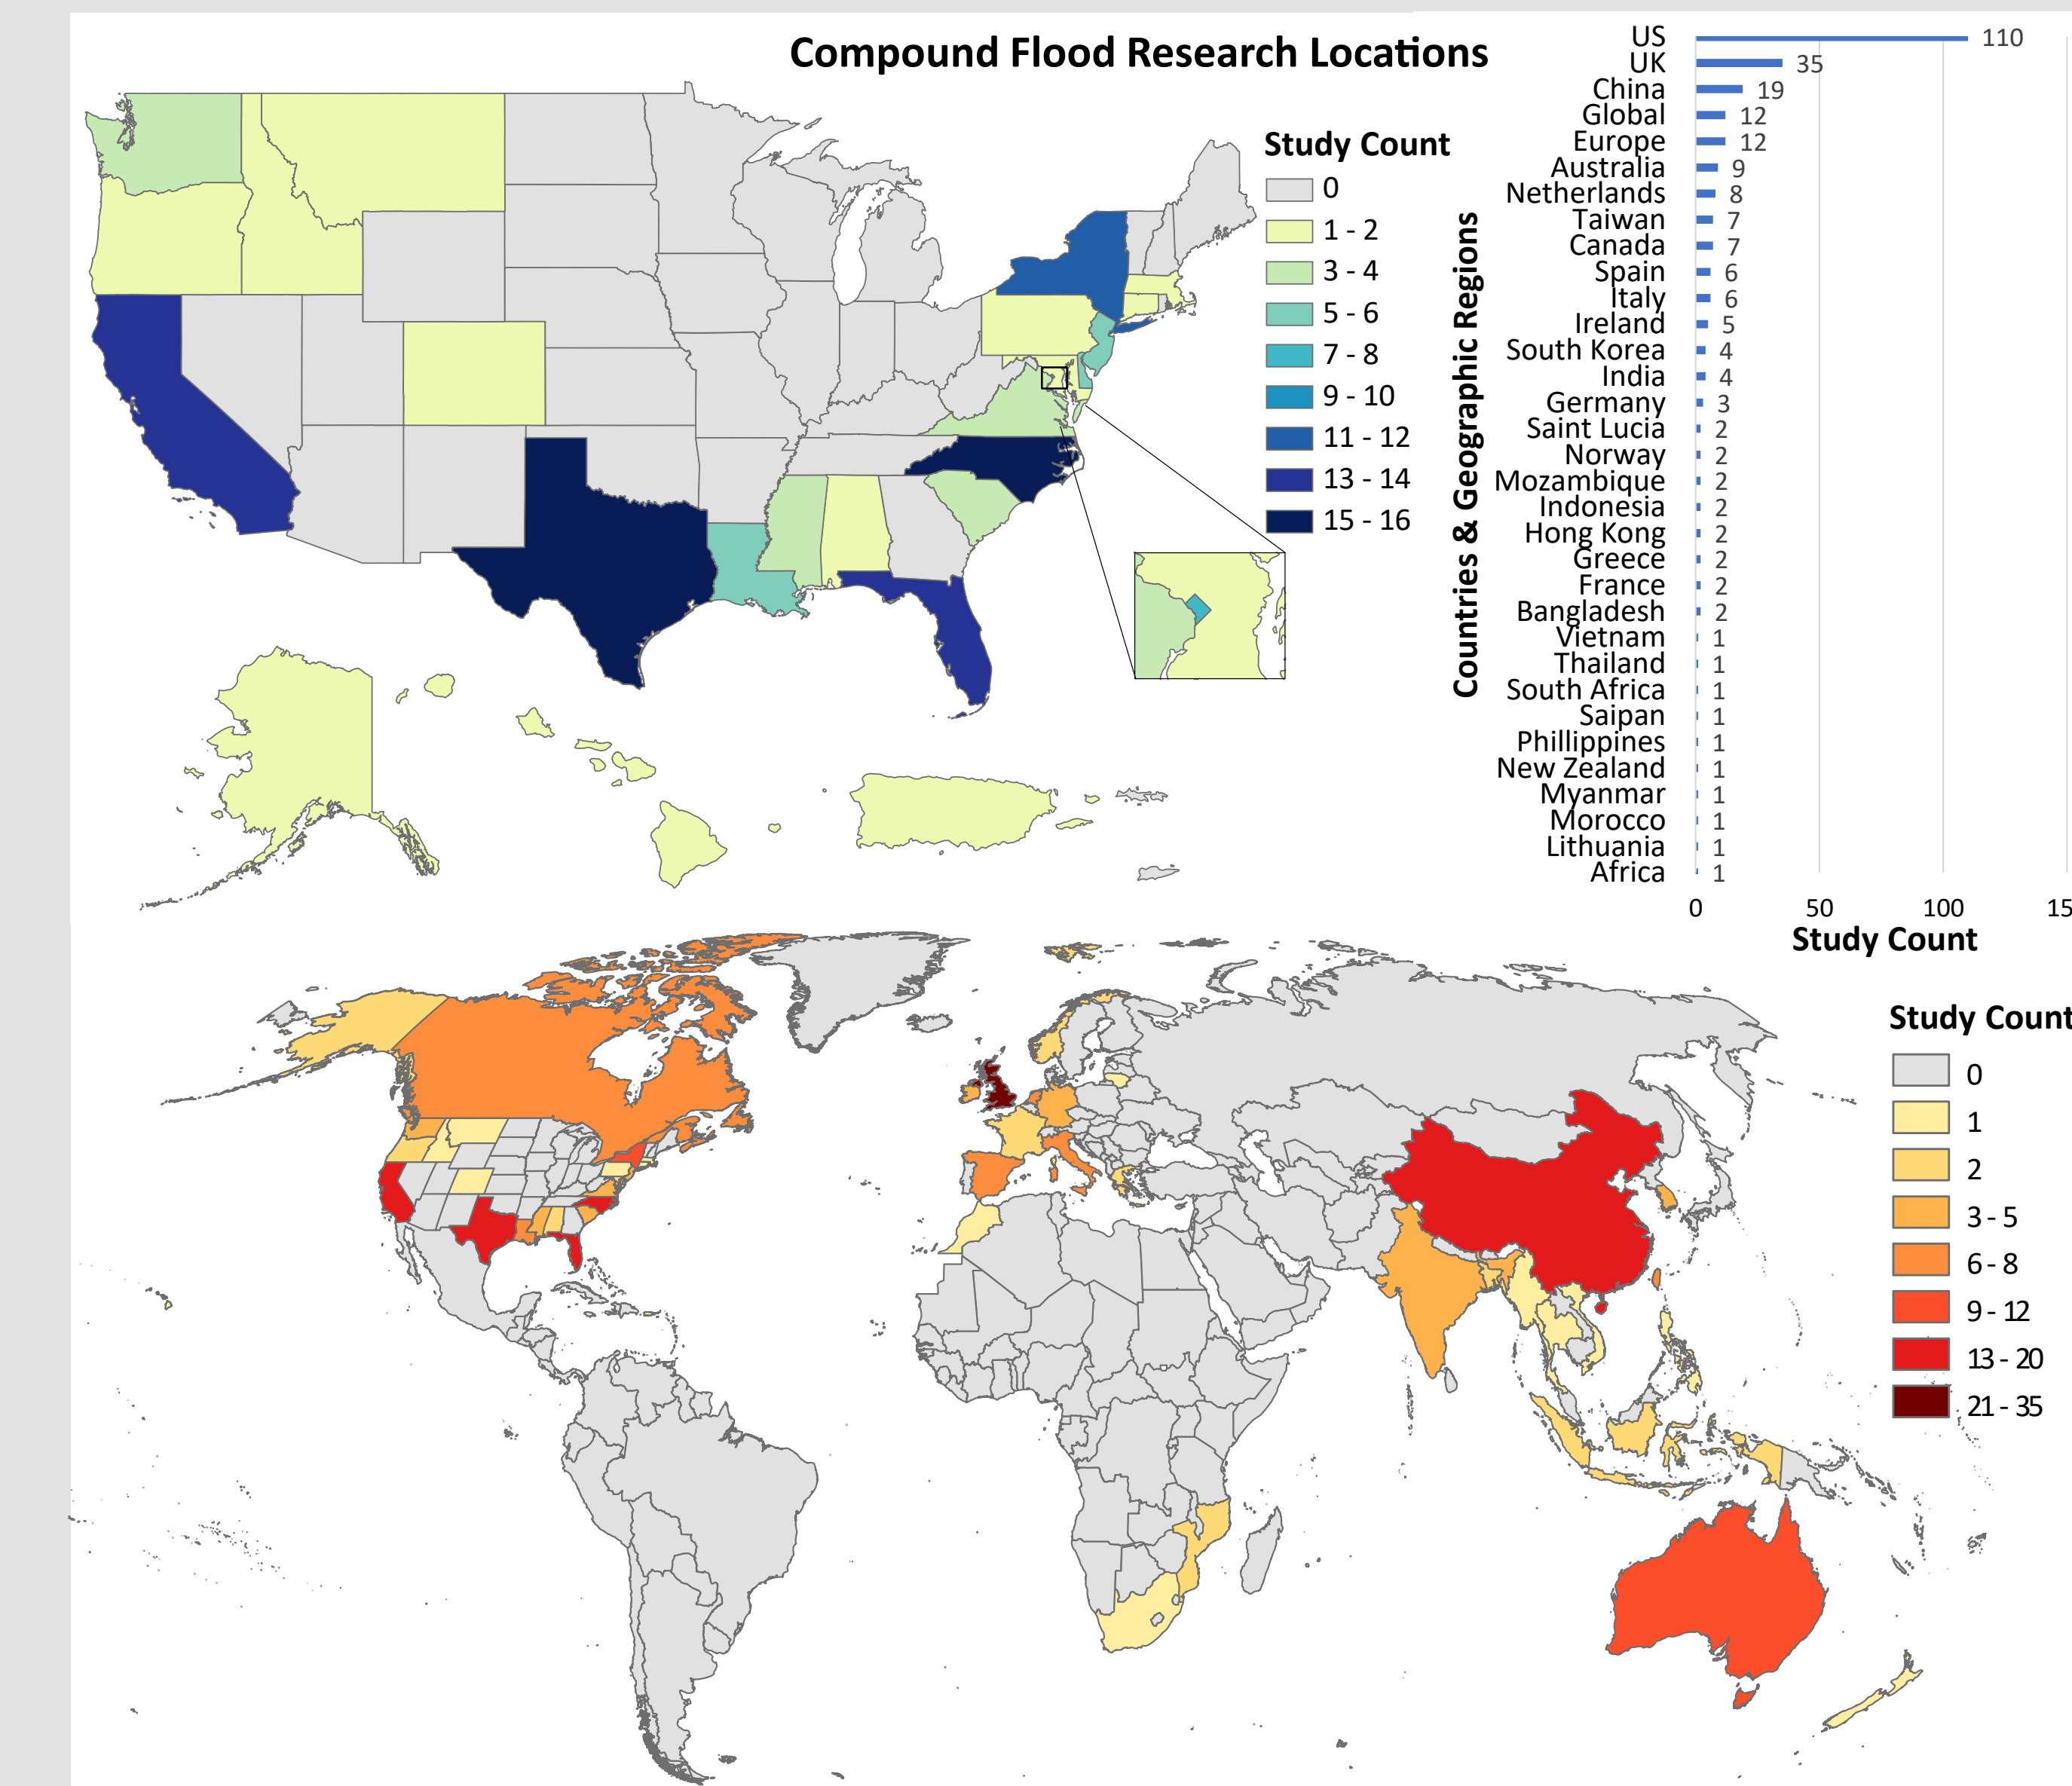 Compound Flood Research Locations
Study Count
0
1 - 2
3 - 4
5 - 6
7 - 8
9 - 10
11 - 12
13 - 14
15 - 16
Countries & Geographic Regions
US 110
UK 35
China 19
Global 12
Europe 12
Australia 9
Netherlands 8
Taiwan 7
Canada 7
Spain 6
Italy 6
Ireland 5
South Korea 4
India 4
Germany 3
Saint Lucia 2
Norway 2
Mozambique 2
Indonesia 2
Hong Kong 2
Greece 2
France 2
Bangladesh 2
Vietnam 1
Thailand 1
South Africa 1
Saipan 1
Phillippines 1
New Zealand 1
Myanmar 1
Morocco 1
Lithuania 1
Africa 1
0 50 100 15
Study Count
Study Count
0
1
2
3 - 5
6 - 8
9 - 12
13 - 20
21 - 35